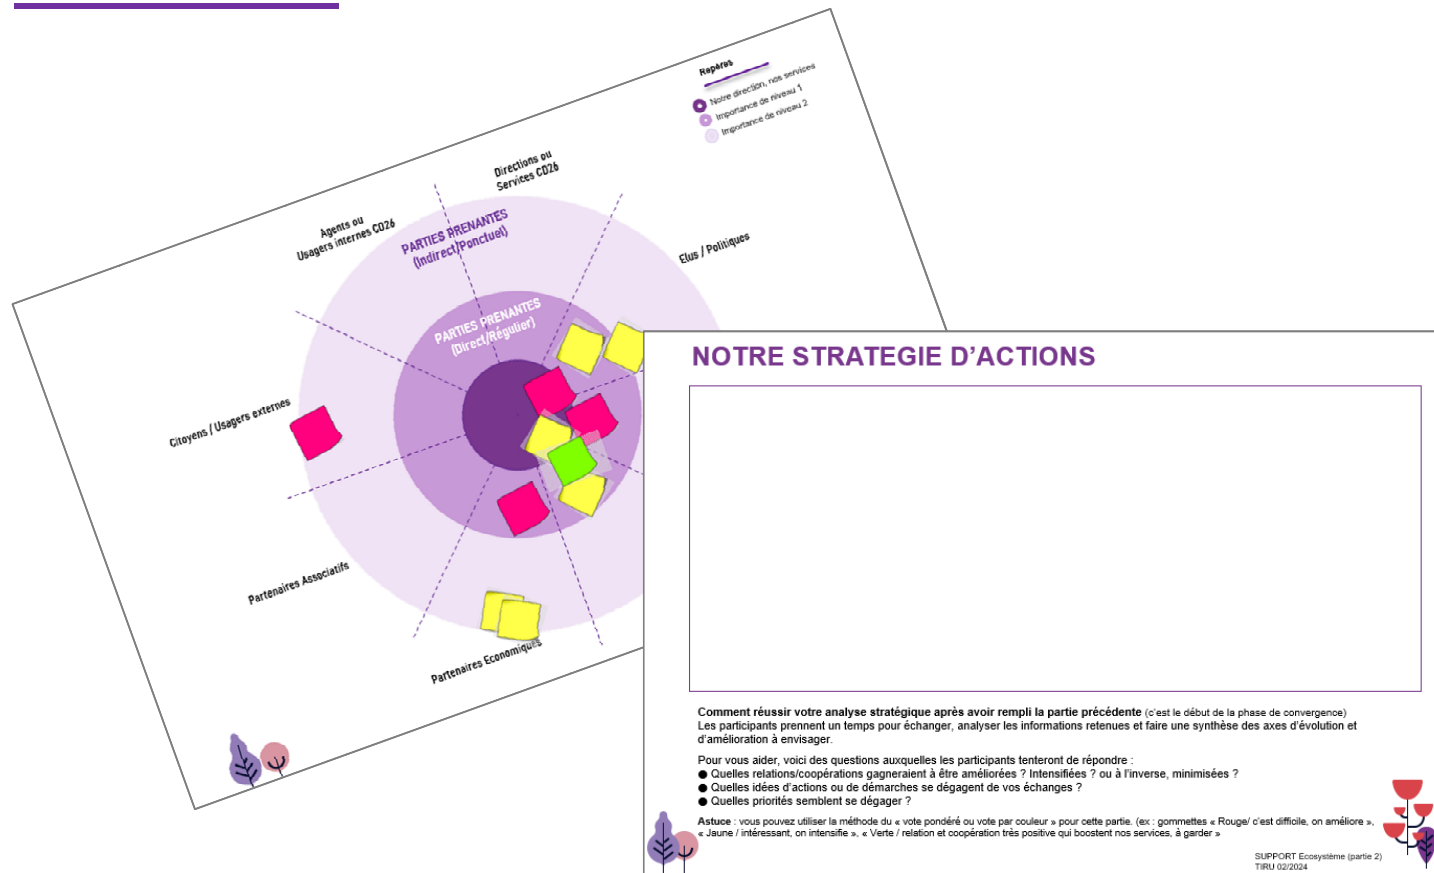 Repères
Notre direction, nos services
Importance de niveau 1
Importance de niveau 2
Directions ou
Services CD26
Agents ou
Usagers internes CD26
PARTIES PRENANTES
(Indirect/Ponctuel)
Elus / Politiques
PARTIES PRENANTES
(Direct/Régulier)
Citoyens / Usagers externes
Partenaires Associatifs
Partenaires Economiques
NOTRE STRATEGIE D’ACTIONS
Comment réussir votre analyse stratégique après avoir rempli la partie précédente (c’est le début de la phase de convergence)
Les participants prennent un temps pour échanger, analyser les informations retenues et faire une synthèse des axes d’évolution et
d’amélioration à envisager.
Pour vous aider, voici des questions auxquelles les participants tenteront de répondre :
● Quelles relations/coopérations gagneraient à être améliorées ? Intensifiées ? ou à l’inverse, minimisées ?
● Quelles idées d’actions ou de démarches se dégagent de vos échanges ?
● Quelles priorités semblent se dégager ?
Astuce : vous pouvez utiliser la méthode du « vote pondéré ou vote par couleur » pour cette partie. (ex : gommettes « Rouge/ c’est difficile, on améliore »,
« Jaune / intéressant, on intensifie », « Verte / relation et coopération très positive qui boostent nos services, à garder »
SUPPORT Ecosystème (partie 2)
TIRU 02/2024